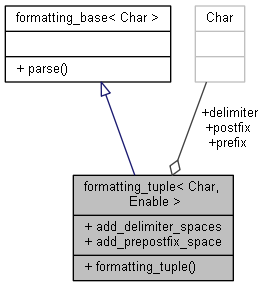 formatting_base< Char >
+ parse()
Char
+delimiter
+postfix
+prefix
formatting_tuple< Char,
Enable >
+ add_delimiter_spaces
+ add_prepostfix_space
+ formatting_tuple()